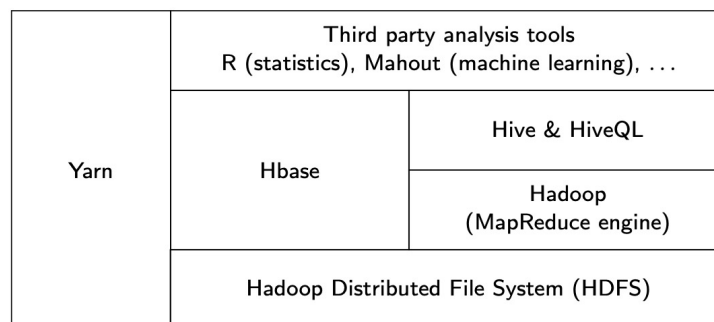 Third party analysis tools
R (statistics), Mahout (machine learning), ...
Yarn
Hbase
Hive & HiveQL
Hadoop
(MapReduce engine)
Hadoop Distributed File System (HDFS)